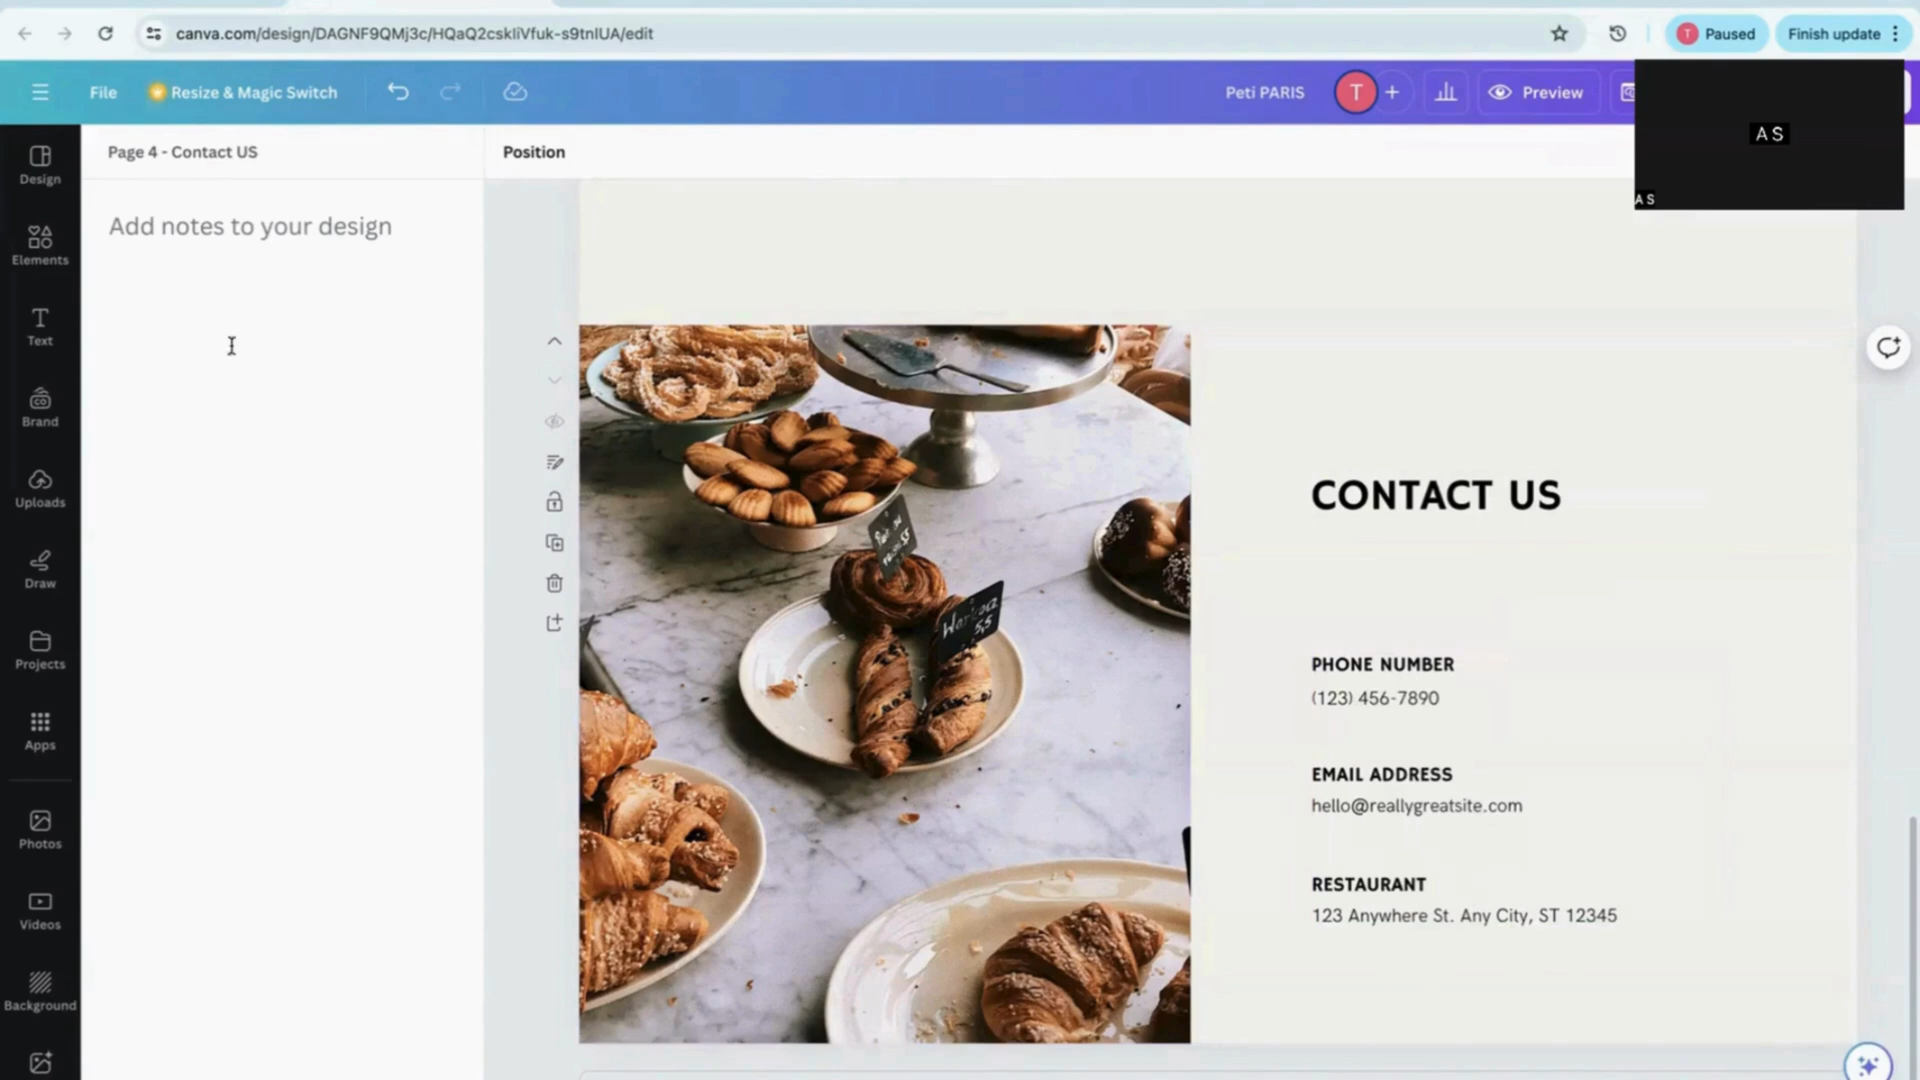 canva.com/design/DAGNF9QMj3c/HQaQ2cskliVfuk-s9tnIUA/edit
T Paused
Finish update
File
Resize & Magic Switch
Peti PARIS
T
Preview
A S
A S
Page 4 - Contact US
Position
Add notes to your design
Design
Elements
Text
Brand
Uploads
Draw
Projects
Apps
Photos
Videos
Background
CONTACT US
PHONE NUMBER
(123) 456-7890
EMAIL ADDRESS
hello@reallygreatsite.com
RESTAURANT
123 Anywhere St. Any City, ST 12345
5,5